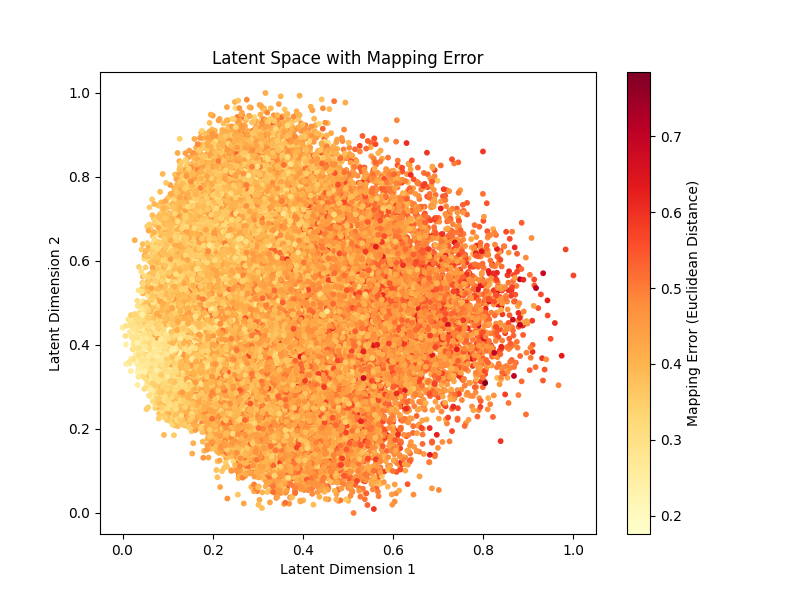 Latent Space with Mapping Error
1.0
0.8
0.6
0.4
0.2
0.0
Latent Dimension 2
0.0 0.2 0.4 0.6 0.8 1.0
Latent Dimension 1
0.7
0.6
0.5
0.4
0.3
0.2
Mapping Error (Euclidean Distance)